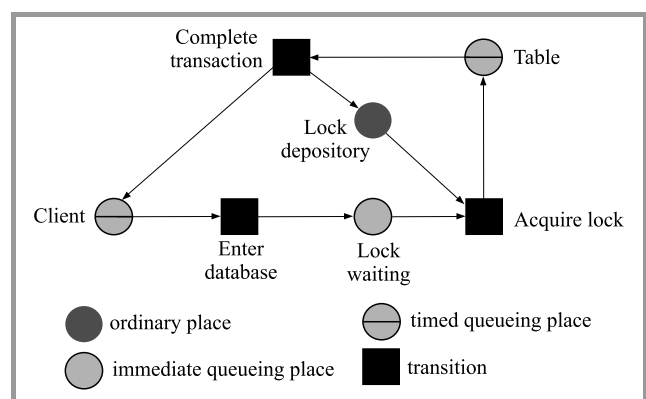 Complete
transaction
Table
Lock
depository
Client
Acquire lock
Enter
database
Lock
waiting
ordinary place
timed queueing place
immediate queueing place
transition